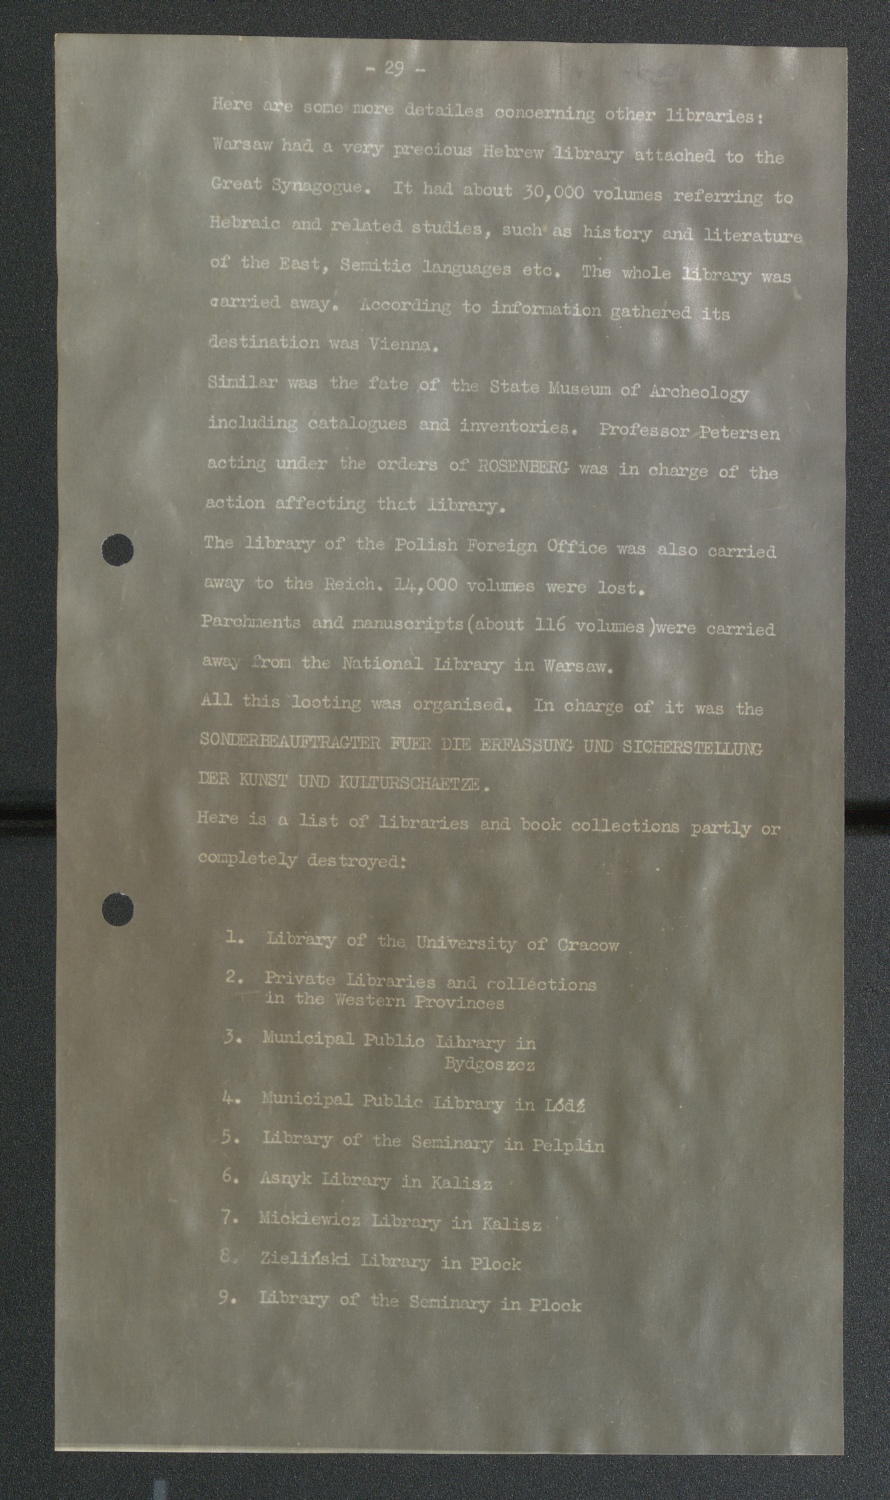 - 29 -
Here are some more detailes concerning other libraries:
Warsaw had a very precious Hebrew library attached to the
Great Synagogue. It had about 30,000 volumes referring to
Hebraic and related studies, such as history and literature
of the East, Semitic languages etc. The whole library was
carried away. According to information gathered its
destination was Vienna.
Similar was the fate of the State Museum of Archeology
including catalogues and inventories. Professor Petersen
acting under the orders of ROSENBERG was in charge of the
action affecting that library.
The library of the Polish Foreign Office was also carried
away to the Reich. 14,000 volumes were lost.
Parchments and manuscripts(about 116 volumes)were carried
away from the National Library in Warsaw.
All this looting was organised. In charge of it was the
SONDERBEAUFTRAGTER FUER DIE ERFASSUNG UND SICHERSTELLUNG
DER KUNST UND KULTURSCHAETZE.
Here is a list of libraries and book collections partly or
completely destroyed:
1. Library of the University of Cracow
2. Private Libraries and collections
in the Western Provinces
3. Municipal Public Library in
Bydgoszcz
4. Municipal Public Library in Łódź
5. Library of the Seminary in Pelplin
6. Asnyk Library in Kalisz
7. Mickiewicz Library in Kalisz
8. Zieliński Library in Plock
9. Library of the Seminary in Plock